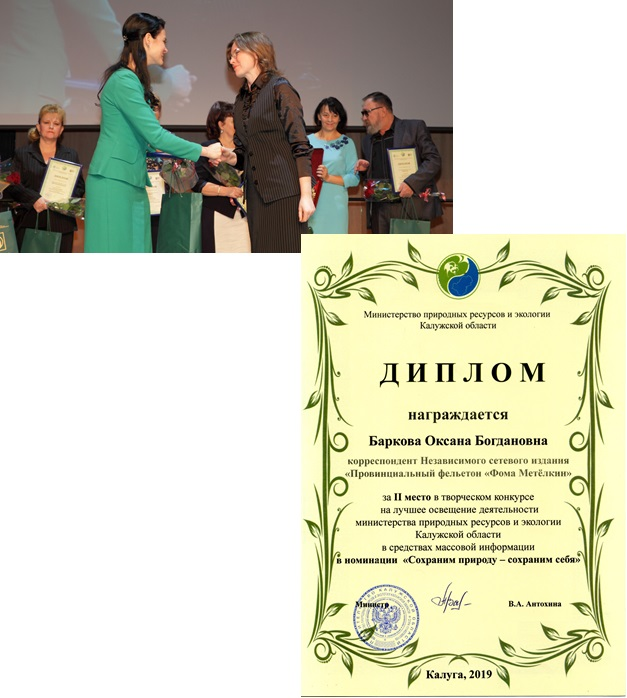 Министерство природных ресурсов и экологии
Калужской области
ДИПЛОМ
награждается
Баркова Оксана Богдановна
корреспондент Независимого сетевого издания
«Провинциальный фельетон «Фома Метёлкин»
за II место в творческом конкурсе
на лучшее освещение деятельности
министерства природных ресурсов и экологии
Калужской области
в средствах массовой информации
в номинации «Сохраним природу – сохраним себя»
Министр
В.А. Антохина
Калуга, 2019